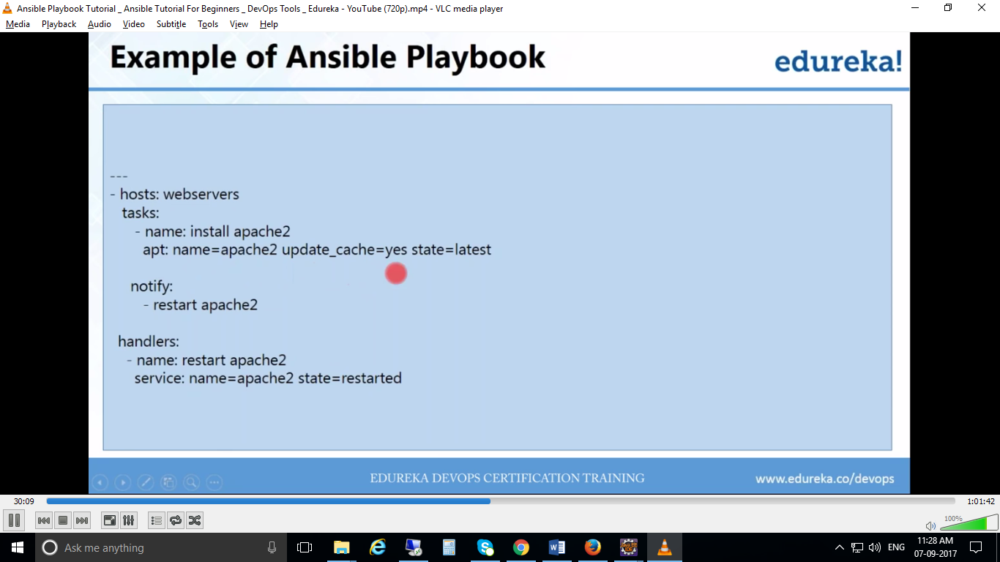 Ansible Playbook Tutorial _ Ansible Tutorial For Beginners _ DevOps Tools _ Edureka - YouTube (720p).mp4 - VLC media player
Media Playback Audio Video Subtitle Tools View Help
Example of Ansible Playbook
edureka!
---
- hosts: webservers
tasks:
- name: install apache2
apt: name=apache2 update_cache=yes state=latest
notify:
- restart apache2
handlers:
- name: restart apache2
service: name=apache2 state=restarted
EDUREKA DEVOPS CERTIFICATION TRAINING
www.edureka.co/devops
30:09
1:01:42
100%
Ask me anything
ENG
11:28 AM
07-09-2017